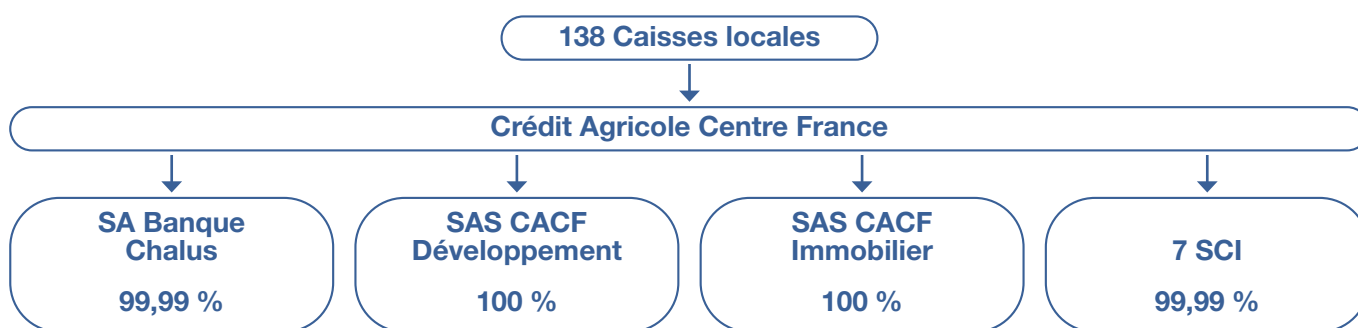 138 Caisses locales
Crédit Agricole Centre France
SA Banque
Chalus
99,99 %
SAS CACF
Développement
100 %
SAS CACF
Immobilier
100 %
7 SCI
99,99 %